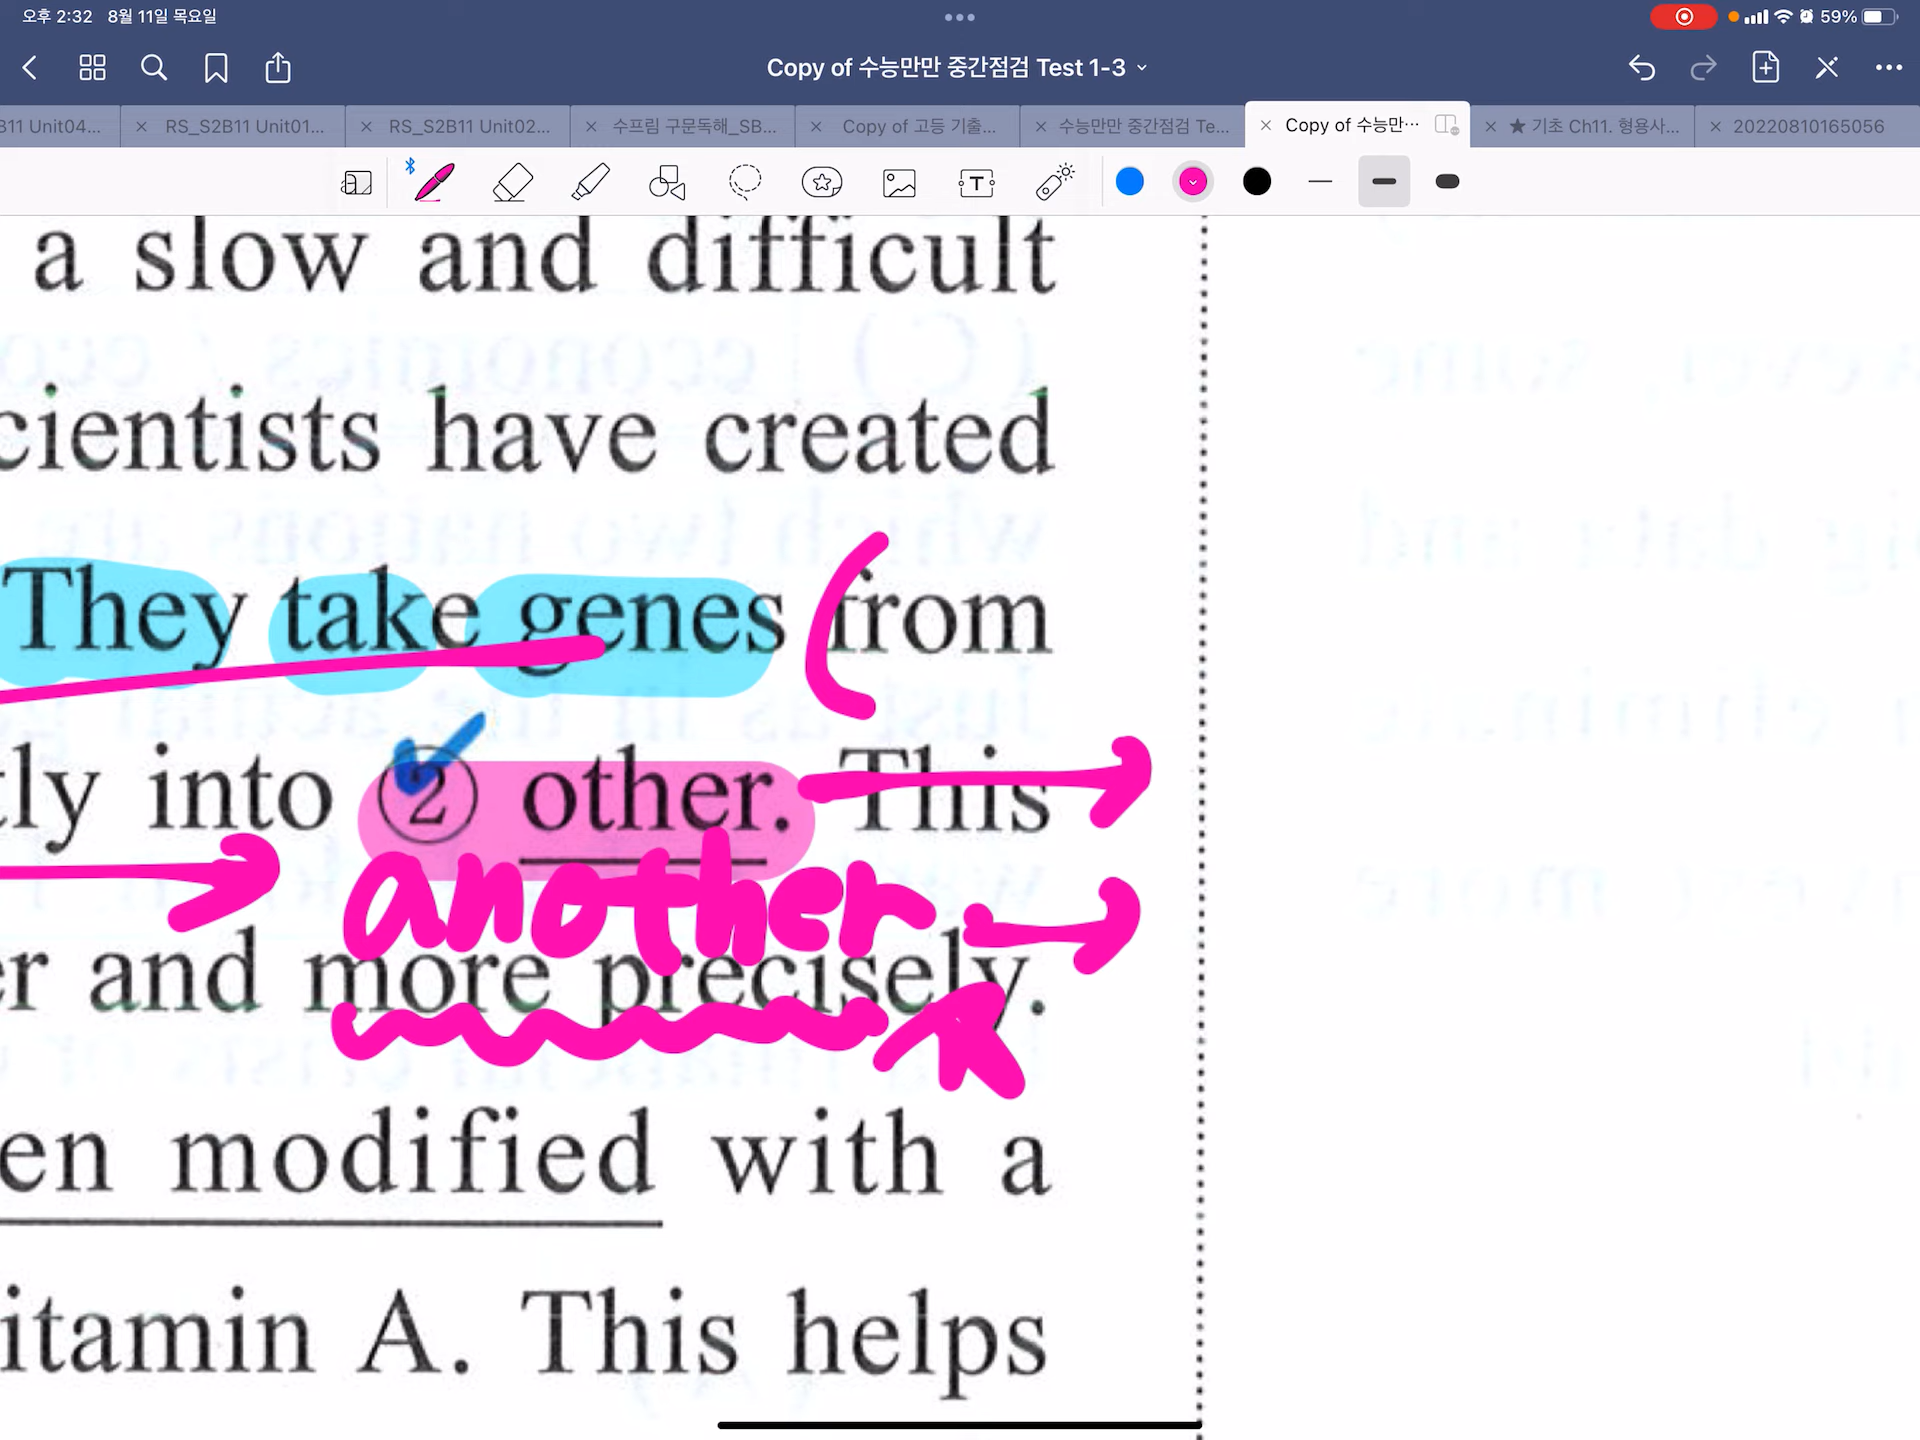 오후 2:32 8월 11일 목요일
59%
Copy of 수능만만 중간점검 Test 1-3
B11 Unit04...
RS_S2B11 Unit01...
RS_S2B11 Unit02...
수프림 구문독해_SB...
Copy of 고등 기출...
수능만만 중간점검 Te...
Copy of 수능만...
★ 기초 Ch11. 형용사...
20220810165056
a slow and difficult
cientists have created
They take genes from
tly into ② other. This
another
er and more precisely.
en modified with a
itamin A. This helps